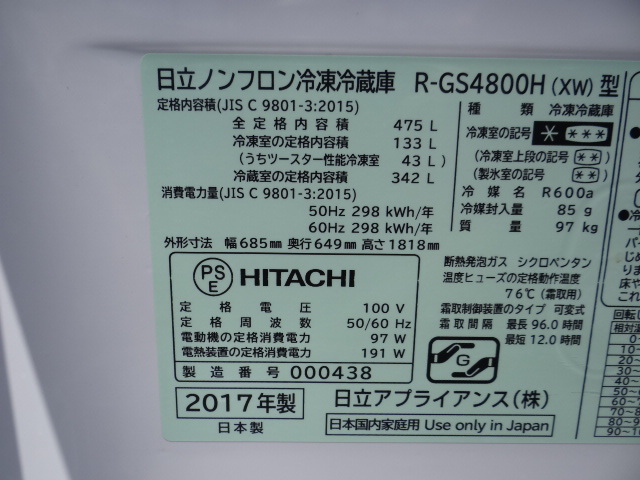 日立ノンフロン冷凍冷蔵庫 R-GS4800H(XW)型
定格内容積(JIS C 9801-3:2015)
全定格内容積 475 L
冷凍室の定格内容積 133 L
(うちツースター性能冷凍室 43 L)
冷蔵室の定格内容積 342 L
消費電力量(JIS C 9801-3:2015)
50Hz 298 kWh/年
60Hz 298 kWh/年
外形寸法 幅685mm 奥行649mm 高さ1818mm
種類 冷凍冷蔵庫
冷凍室の記号 * ***
(冷凍室上段の記号 **)
(製氷室の記号 **)
冷媒名 R600a
冷媒封入量 85 g
質量 97 kg
断熱発泡ガス シクロペンタン
温度ヒューズの定格動作温度
76℃(霜取用)
霜取制御装置のタイプ 可変式
霜取間隔 最長 96.0 時間
最短 12.0 時間
PSE HITACHI
定格電圧 100 V
定格周波数 50/60 Hz
電動機の定格消費電力 97 W
電熱装置の定格消費電力 191 W
製造番号 000438
G
2017年製
日本製
日立アプライアンス(株)
日本国内家庭用 Use only in Japan